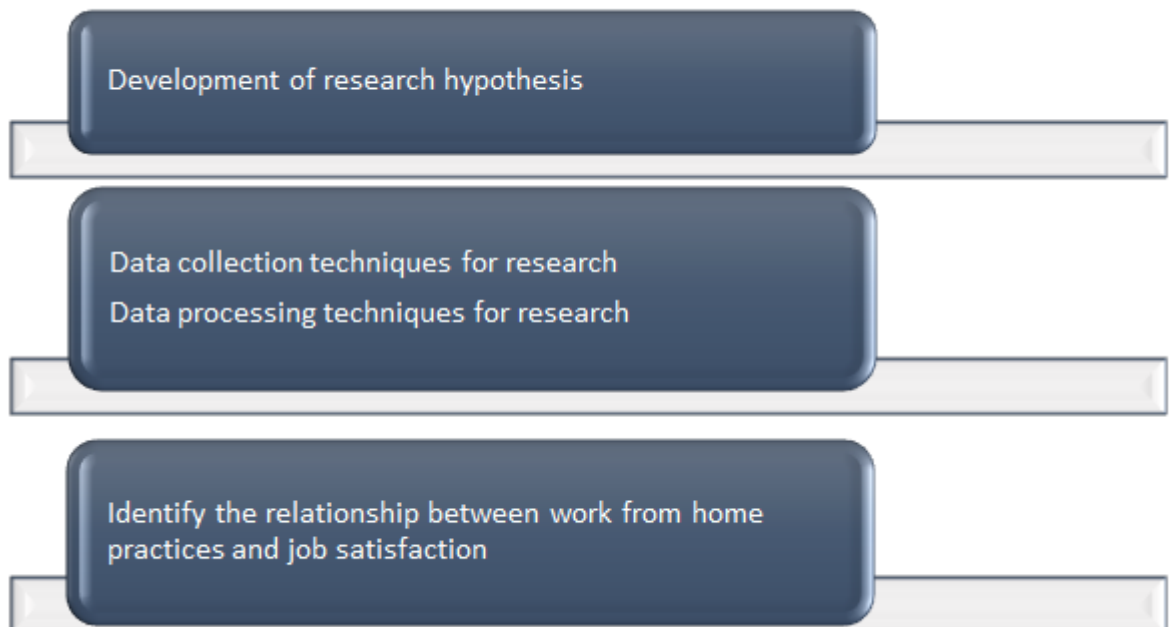 Development of research hypothesis
Data collection techniques for research
Data processing techniques for research
Identify the relationship between work from home
practices and job satisfaction